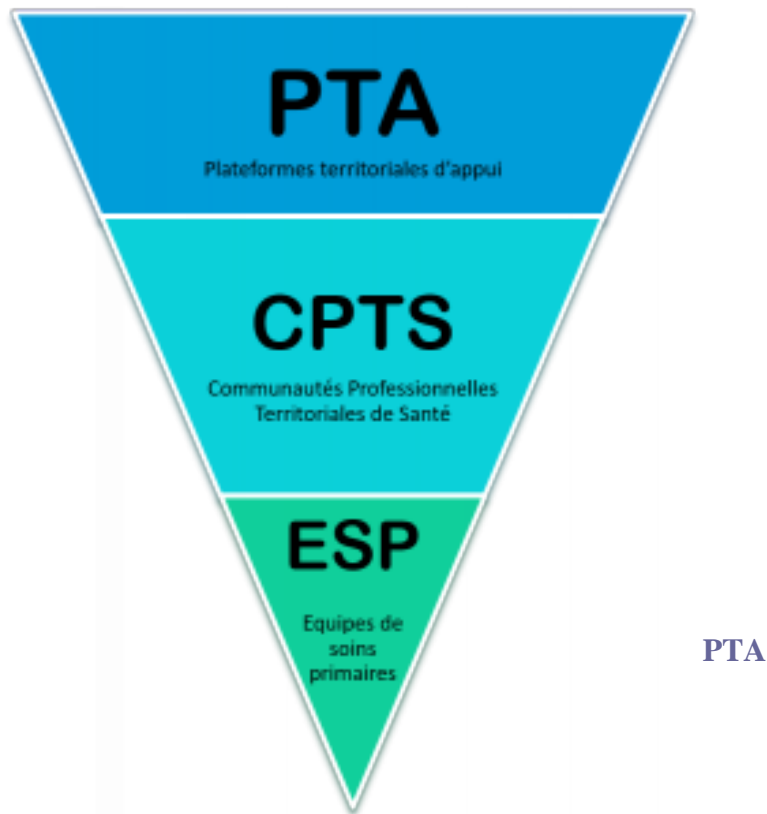 PTA
Plateformes territoriales d'appui
CPTS
Communautés Professionnelles
Territoriales de Santé
ESP
Equipes de
soins
primaires
PTA